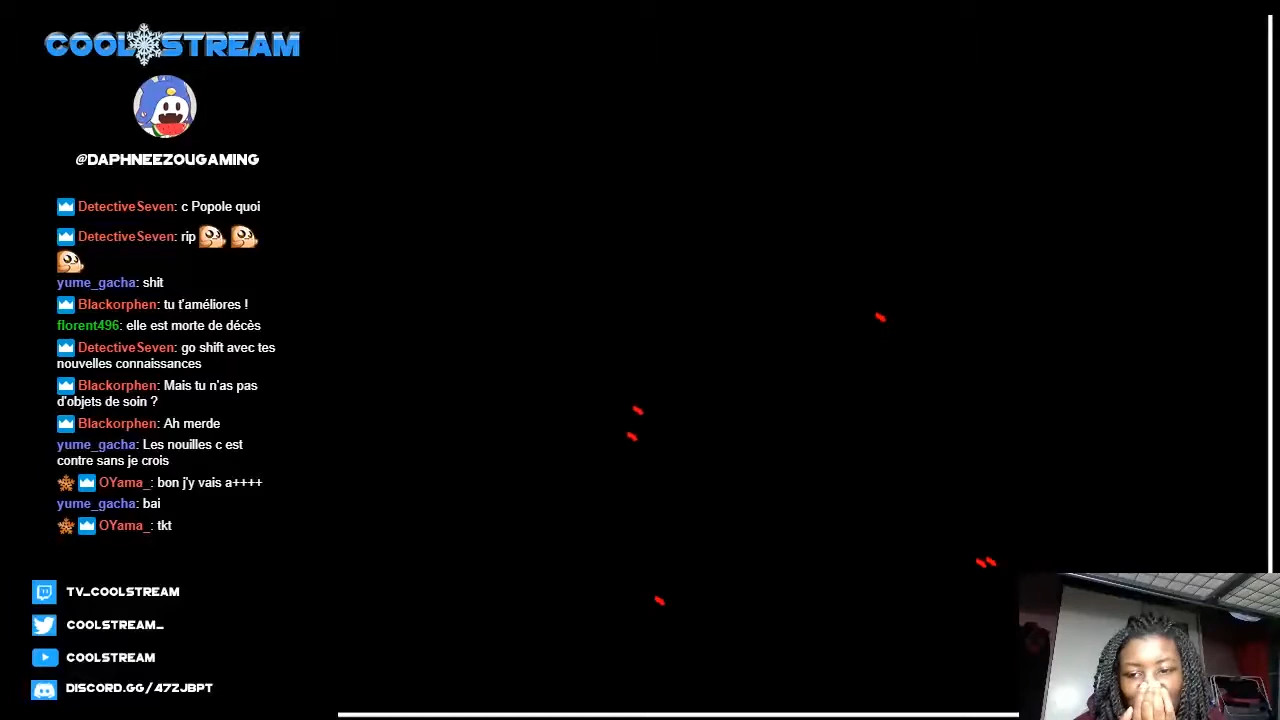 COOL STREAM
@DAPHNEEZOUGAMING
DetectiveSeven: c Popole quoi
DetectiveSeven: rip
yume_gacha: shit
Blackorphen: tu t'améliores !
florent496: elle est morte de décès
DetectiveSeven: go shift avec tes
nouvelles connaissances
Blackorphen: Mais tu n'as pas
d'objets de soin ?
Blackorphen: Ah merde
yume_gacha: Les nouilles c est
contre sans je crois
OYama_: bon j'y vais a++++
yume_gacha: bai
OYama_: tkt
TV_COOLSTREAM
COOLSTREAM_
COOLSTREAM
DISCORD.GG/47ZJBPT